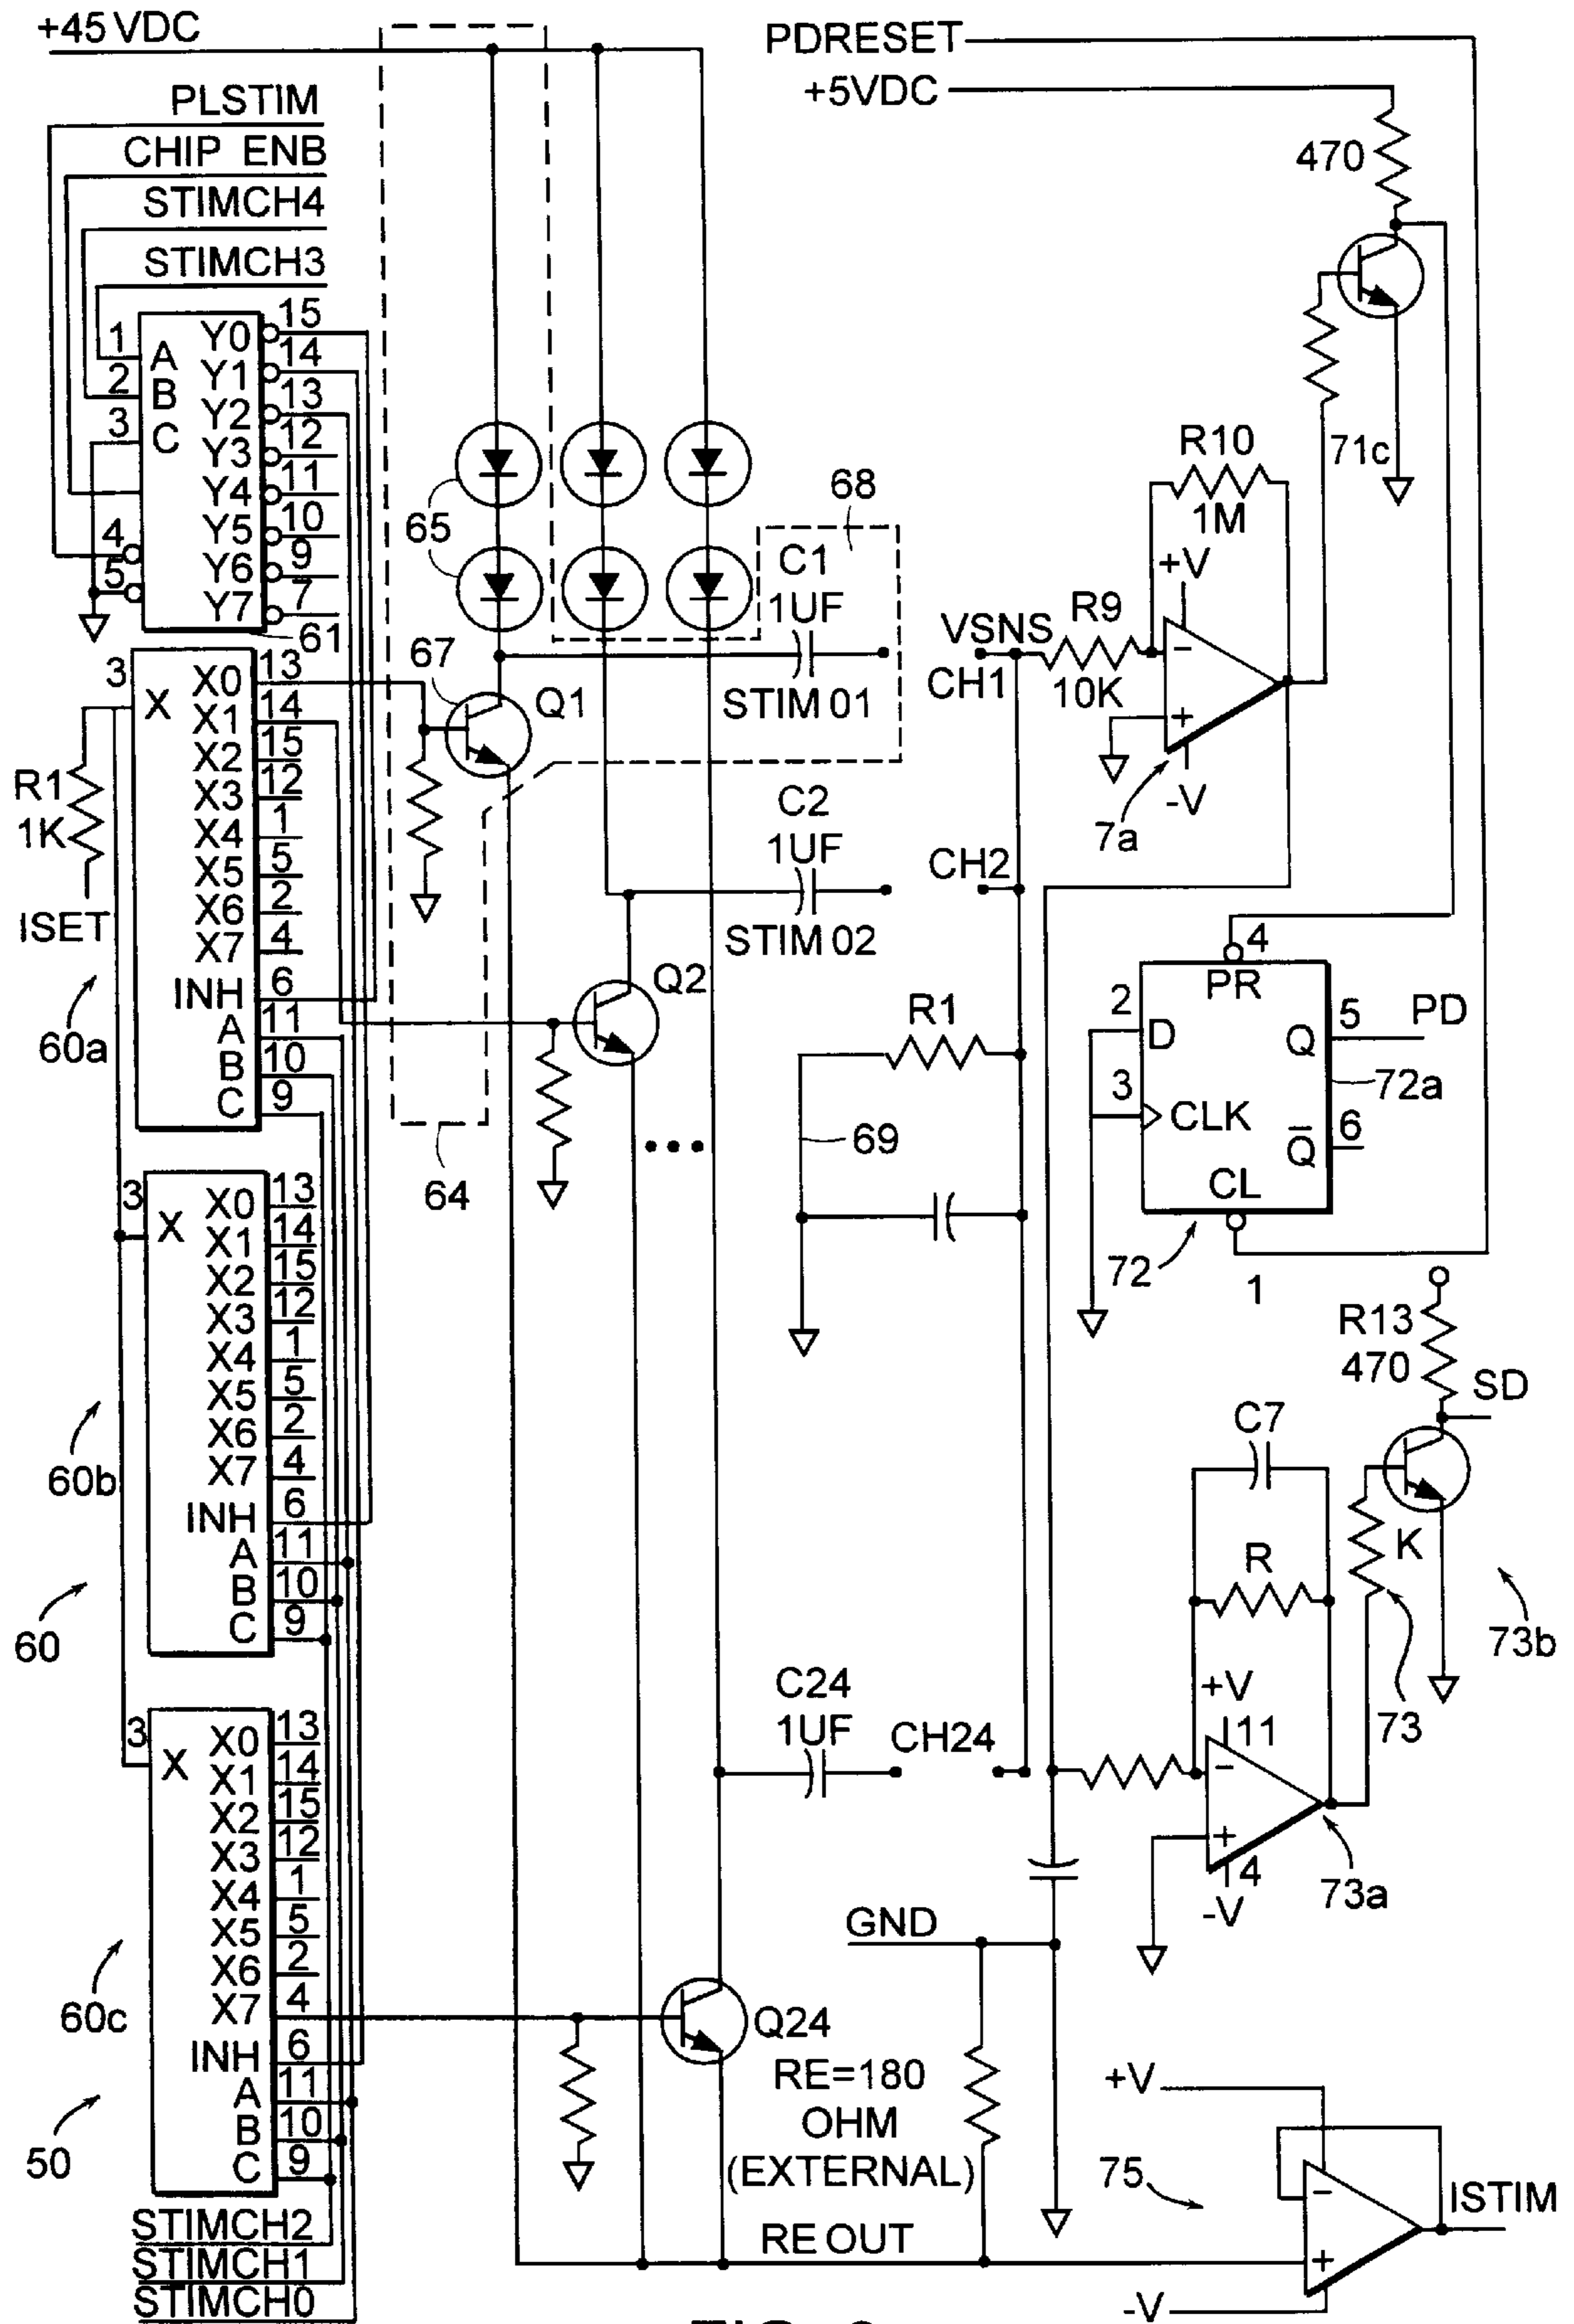 +45 VDC
PLSTIM
CHIP ENB
STIMCH4
STIMCH3
1 A
2 B
3 C
4
5
Y0 15
Y1 14
Y2 13
Y3 12
Y4 11
Y5 10
Y6 9
Y7 7
61
3 X
X0 13
X1 14
X2 15
X3 12
X4 1
X5 5
X6 2
X7 4
INH 6
A 11
B 10
C 9
R1
1K
ISET
60a
3 X
X0 13
X1 14
X2 15
X3 12
X4 1
X5 5
X6 2
X7 4
INH 6
A 11
B 10
C 9
60b
60
3 X
X0 13
X1 14
X2 15
X3 12
X4 1
X5 5
X6 2
X7 4
INH 6
A 11
B 10
C 9
60c
50
STIMCH2
STIMCH1
STIMCH0
65
67
Q1
68
C1
1UF
STIM 01
C2
1UF
STIM 02
Q2
64
C24
1UF
CH24
Q24
RE=180
OHM
(EXTERNAL)
RE OUT
GND
PDRESET
+5VDC
470
71c
R10
1M
+V
R9
10K
VSNS
CH1
-
+
-V
7a
CH2
R1
69
4
PR
2 D
3 CLK
Q 5 PD
72a
Q̅ 6
CL
72
1
R13
470
SD
C7
R
K
73b
73
+V
11
-
+
4
-V
73a
+V
75
-
+
ISTIM
-V